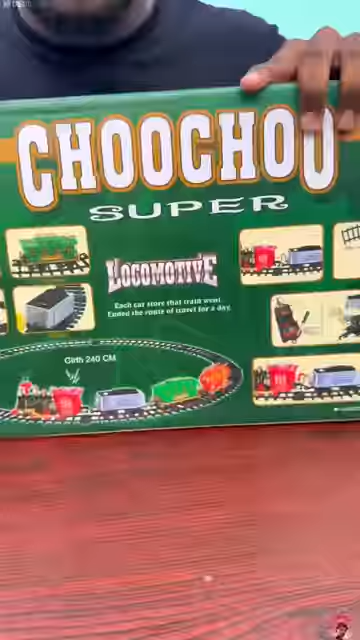 CHOOCHOO
SUPER
LOCOMOTIVE
Each car store that train went
Ended the route of travel for a day.
Girth 240 CM